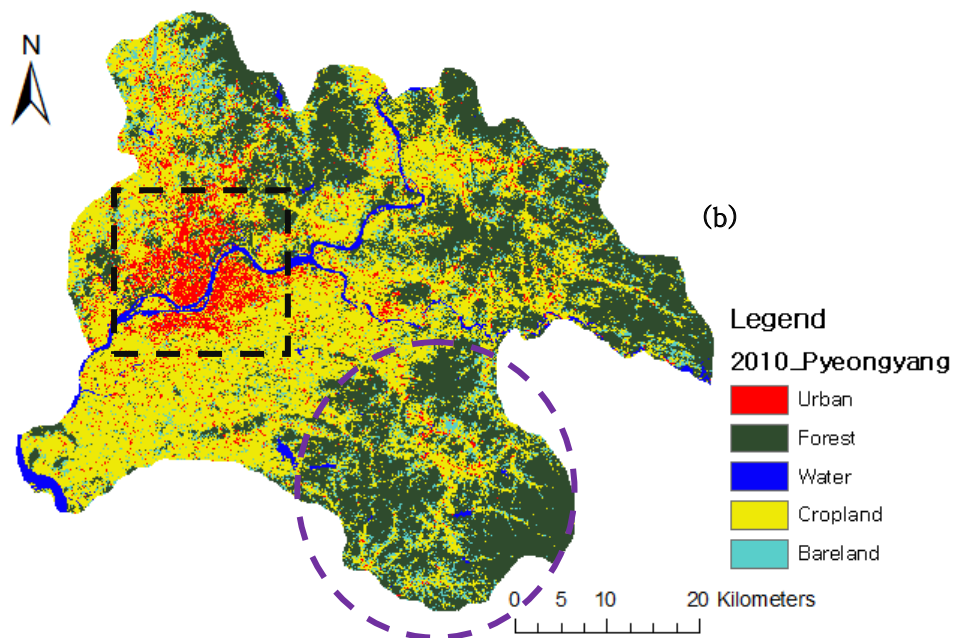 N
(b)
Legend
2010_Pyeongyang
Urban
Forest
Water
Cropland
Bareland
0 5 10 20 Kilometers